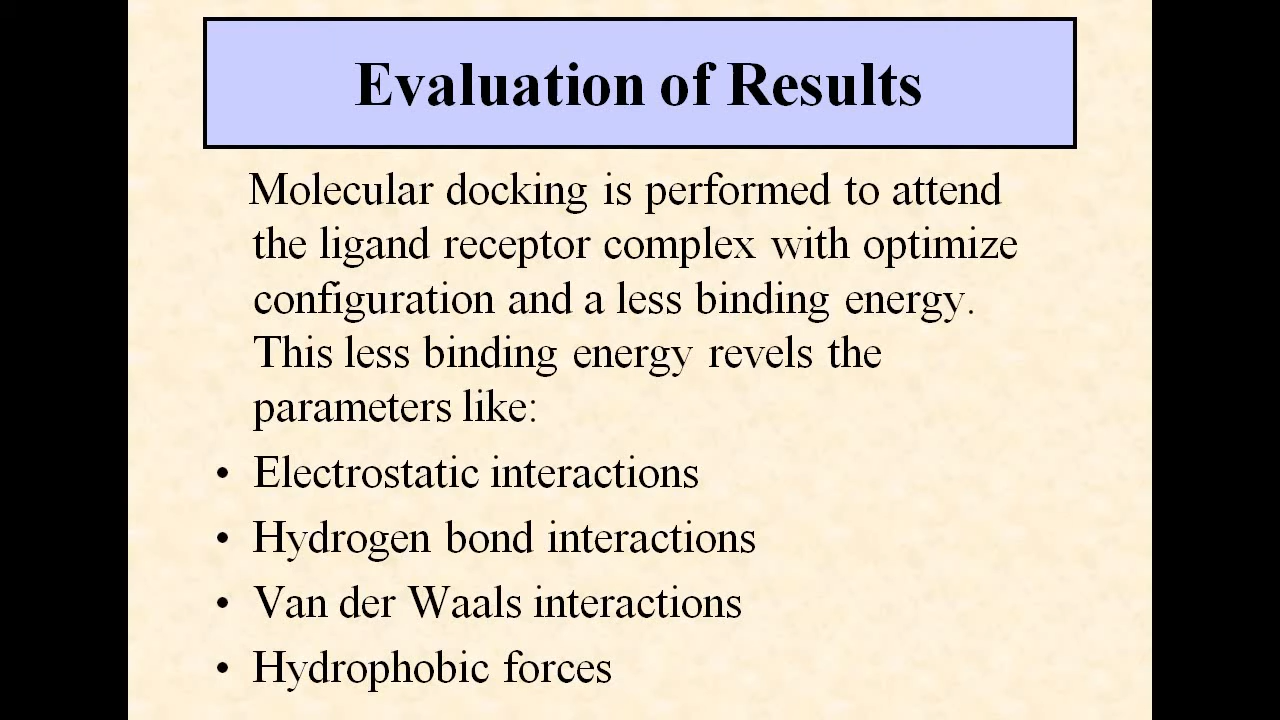 Evaluation of Results
Molecular docking is performed to attend
the ligand receptor complex with optimize
configuration and a less binding energy.
This less binding energy revels the
parameters like:
• Electrostatic interactions
• Hydrogen bond interactions
• Van der Waals interactions
• Hydrophobic forces